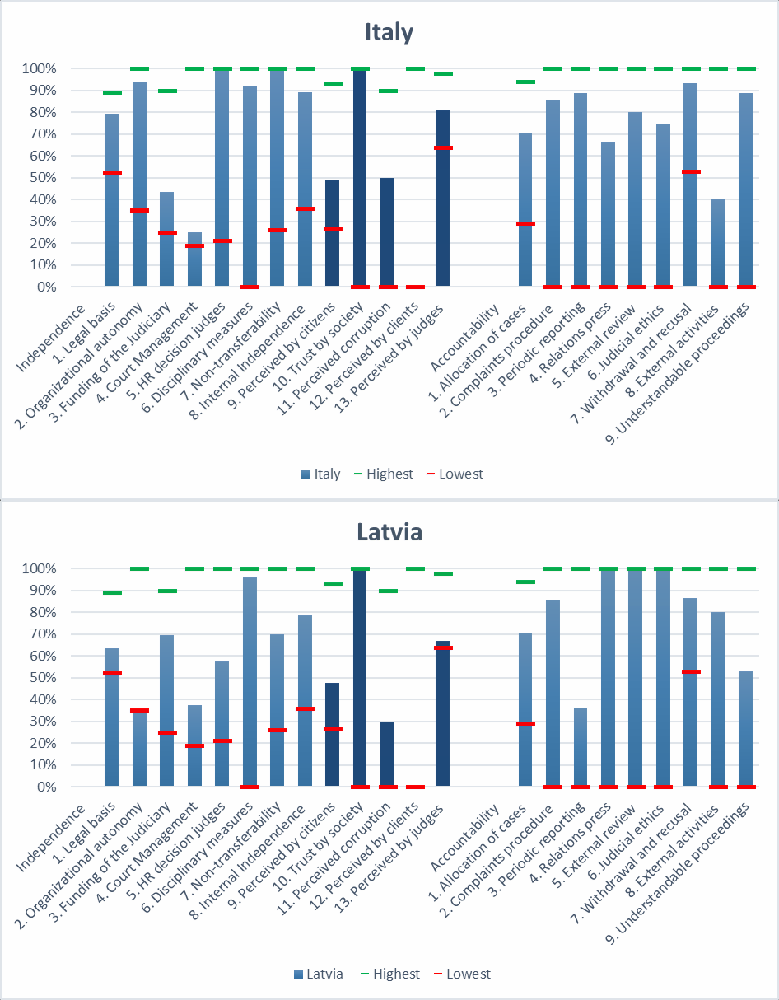 Italy
100%
90%
80%
70%
60%
50%
40%
30%
20%
10%
0%
Independence
1. Legal basis
2. Organizational autonomy
3. Funding of the Judiciary
4. Court Management
5. HR decision judges
6. Disciplinary measures
7. Non-transferability
8. Internal Independence
9. Perceived by citizens
10. Trust by society
11. Perceived corruption
12. Perceived by clients
13. Perceived by judges
Accountability
1. Allocation of cases
2. Complaints procedure
3. Periodic reporting
4. Relations press
5. External review
6. Judicial ethics
7. Withdrawal and recusal
8. External activities
9. Understandable proceedings
Italy Highest Lowest
Latvia
100%
90%
80%
70%
60%
50%
40%
30%
20%
10%
0%
Independence
1. Legal basis
2. Organizational autonomy
3. Funding of the Judiciary
4. Court Management
5. HR decision judges
6. Disciplinary measures
7. Non-transferability
8. Internal Independence
9. Perceived by citizens
10. Trust by society
11. Perceived corruption
12. Perceived by clients
13. Perceived by judges
Accountability
1. Allocation of cases
2. Complaints procedure
3. Periodic reporting
4. Relations press
5. External review
6. Judicial ethics
7. Withdrawal and recusal
8. External activities
9. Understandable proceedings
Latvia Highest Lowest